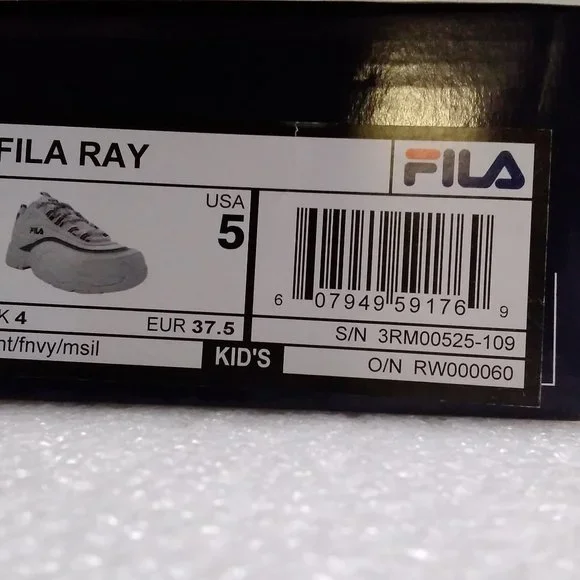 FILA RAY
FILA
USA
5
FILA
4
EUR 37.5
6 07949 59176 9
S/N 3RM00525-109
/fnvy/msil
KID'S
O/N RW000060